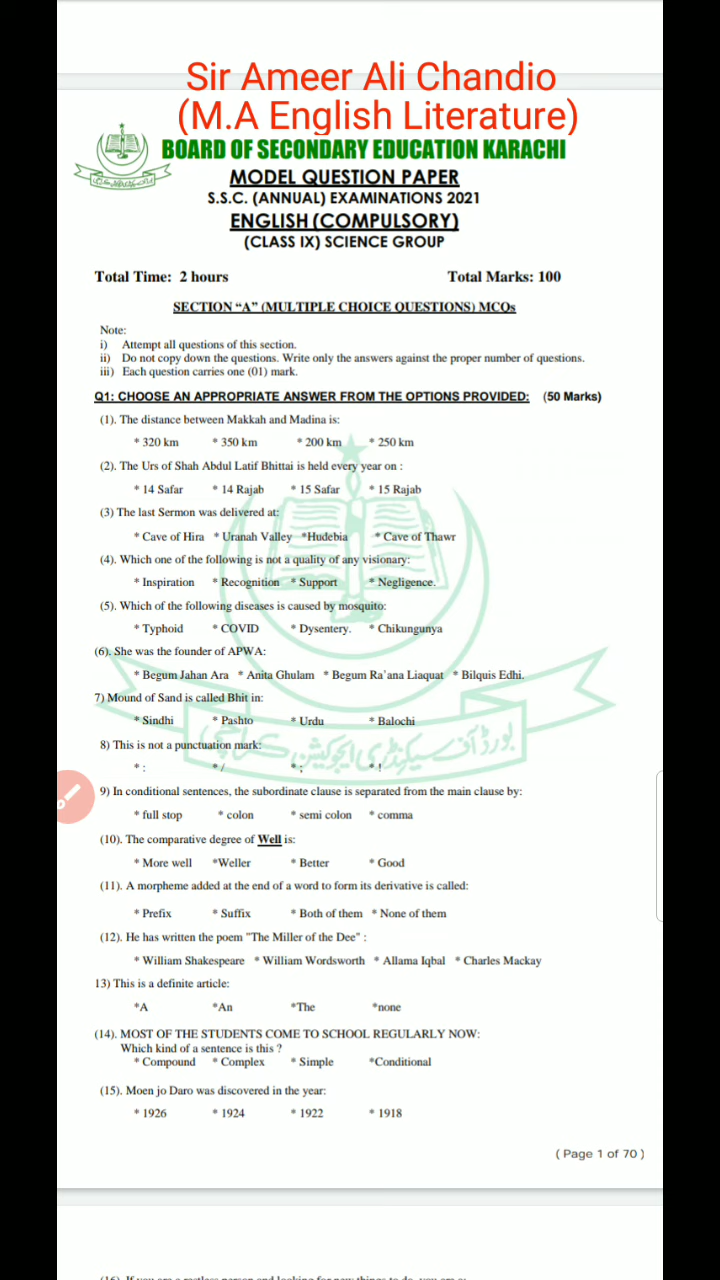 Sir Ameer Ali Chandio
(M.A English Literature)
BOARD OF SECONDARY EDUCATION KARACHI
MODEL QUESTION PAPER
S.S.C. (ANNUAL) EXAMINATIONS 2021
ENGLISH (COMPULSORY)
(CLASS IX) SCIENCE GROUP
Total Time: 2 hours Total Marks: 100
SECTION “A” (MULTIPLE CHOICE QUESTIONS) MCQs
Note:
i) Attempt all questions of this section.
ii) Do not copy down the questions. Write only the answers against the proper number of questions.
iii) Each question carries one (01) mark.
Q1: CHOOSE AN APPROPRIATE ANSWER FROM THE OPTIONS PROVIDED: (50 Marks)
(1). The distance between Makkah and Madina is:
* 320 km * 350 km * 200 km * 250 km
(2). The Urs of Shah Abdul Latif Bhittai is held every year on :
* 14 Safar * 14 Rajab * 15 Safar * 15 Rajab
(3) The last Sermon was delivered at:
* Cave of Hira * Uranah Valley *Hudebia * Cave of Thawr
(4). Which one of the following is not a quality of any visionary:
* Inspiration * Recognition * Support * Negligence.
(5). Which of the following diseases is caused by mosquito:
* Typhoid * COVID * Dysentery. * Chikungunya
(6). She was the founder of APWA:
* Begum Jahan Ara * Anita Ghulam * Begum Ra’ana Liaquat * Bilquis Edhi.
7) Mound of Sand is called Bhit in:
* Sindhi * Pashto * Urdu * Balochi
8) This is not a punctuation mark:
* : * / * ; * !
بورڈ آف سیکنڈری ایجوکیشن کراچی
9) In conditional sentences, the subordinate clause is separated from the main clause by:
* full stop * colon * semi colon * comma
(10). The comparative degree of Well is:
* More well *Weller * Better * Good
(11). A morpheme added at the end of a word to form its derivative is called:
* Prefix * Suffix * Both of them * None of them
(12). He has written the poem "The Miller of the Dee" :
* William Shakespeare * William Wordsworth * Allama Iqbal * Charles Mackay
13) This is a definite article:
*A *An *The *none
(14). MOST OF THE STUDENTS COME TO SCHOOL REGULARLY NOW:
Which kind of a sentence is this ?
* Compound * Complex * Simple *Conditional
(15). Moen jo Daro was discovered in the year:
* 1926 * 1924 * 1922 * 1918
( Page 1 of 70 )